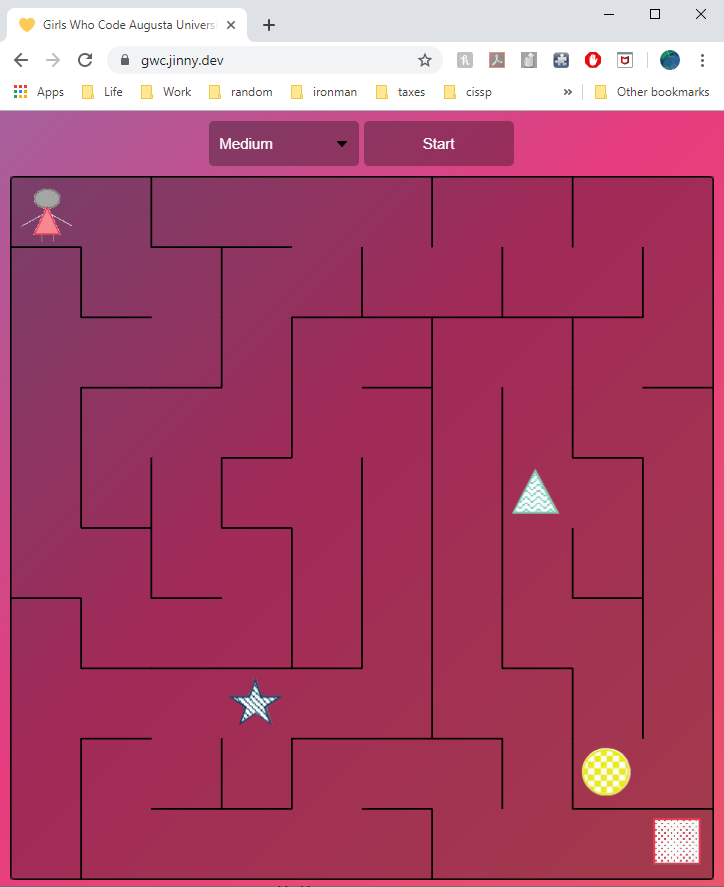 Girls Who Code Augusta Univers
gwc.jinny.dev
Apps Life Work random ironman taxes cissp » Other bookmarks
Medium Start